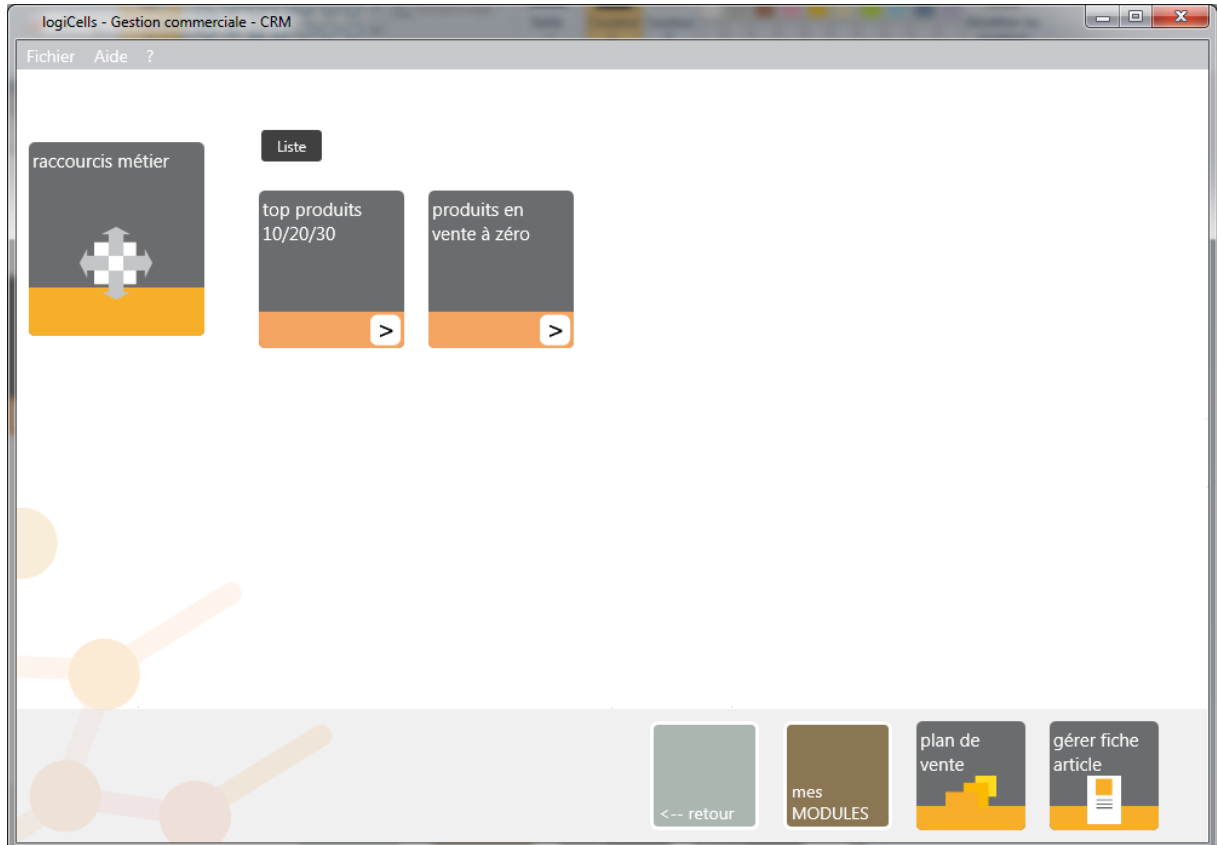 logiCells - Gestion commerciale - CRM
Fichier Aide ?
raccourcis métier
Liste
top produits
10/20/30
>
produits en
vente à zéro
>
<-- retour
mes
MODULES
plan de
vente
gérer fiche
article